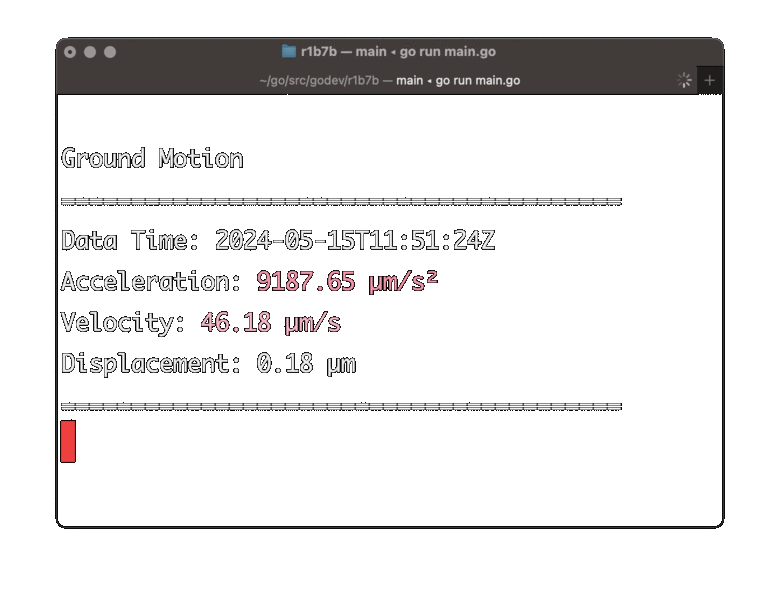 r1b7b — main ◂ go run main.go
~/go/src/godev/r1b7b — main ◂ go run main.go
+
Ground Motion
========================================
Data Time: 2024-05-15T11:51:24Z
Acceleration: 9187.65 µm/s²
Velocity: 46.18 µm/s
Displacement: 0.18 µm
========================================